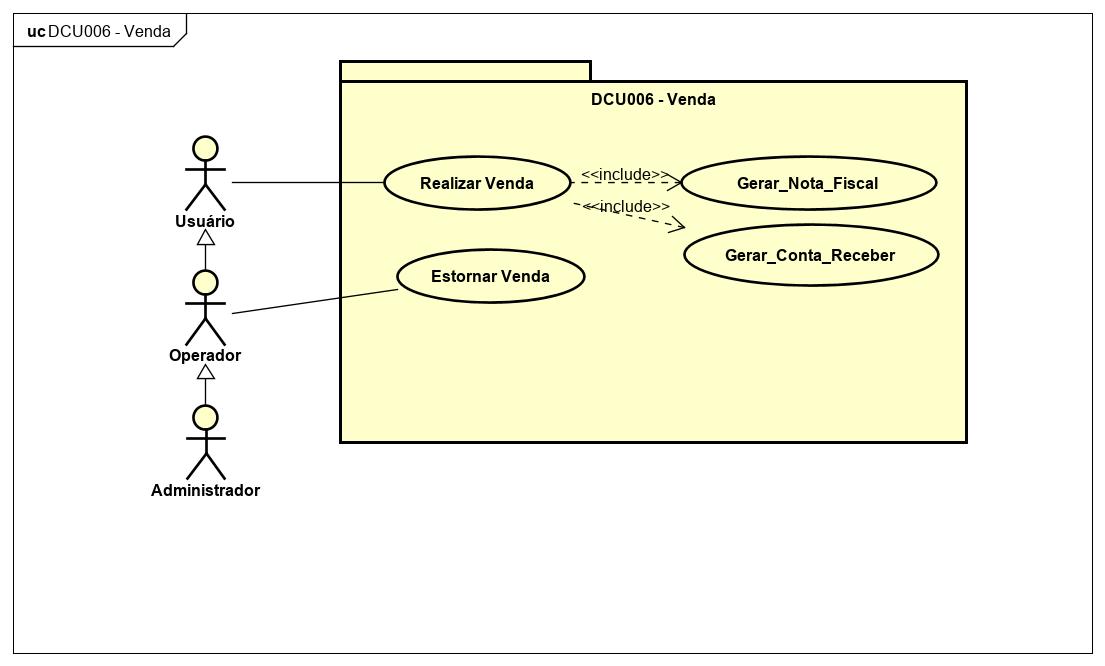 uc DCU006 - Venda
DCU006 - Venda
Usuário
Realizar Venda
<<include>>
Gerar_Nota_Fiscal
<<include>>
Gerar_Conta_Receber
Estornar Venda
Operador
Administrador